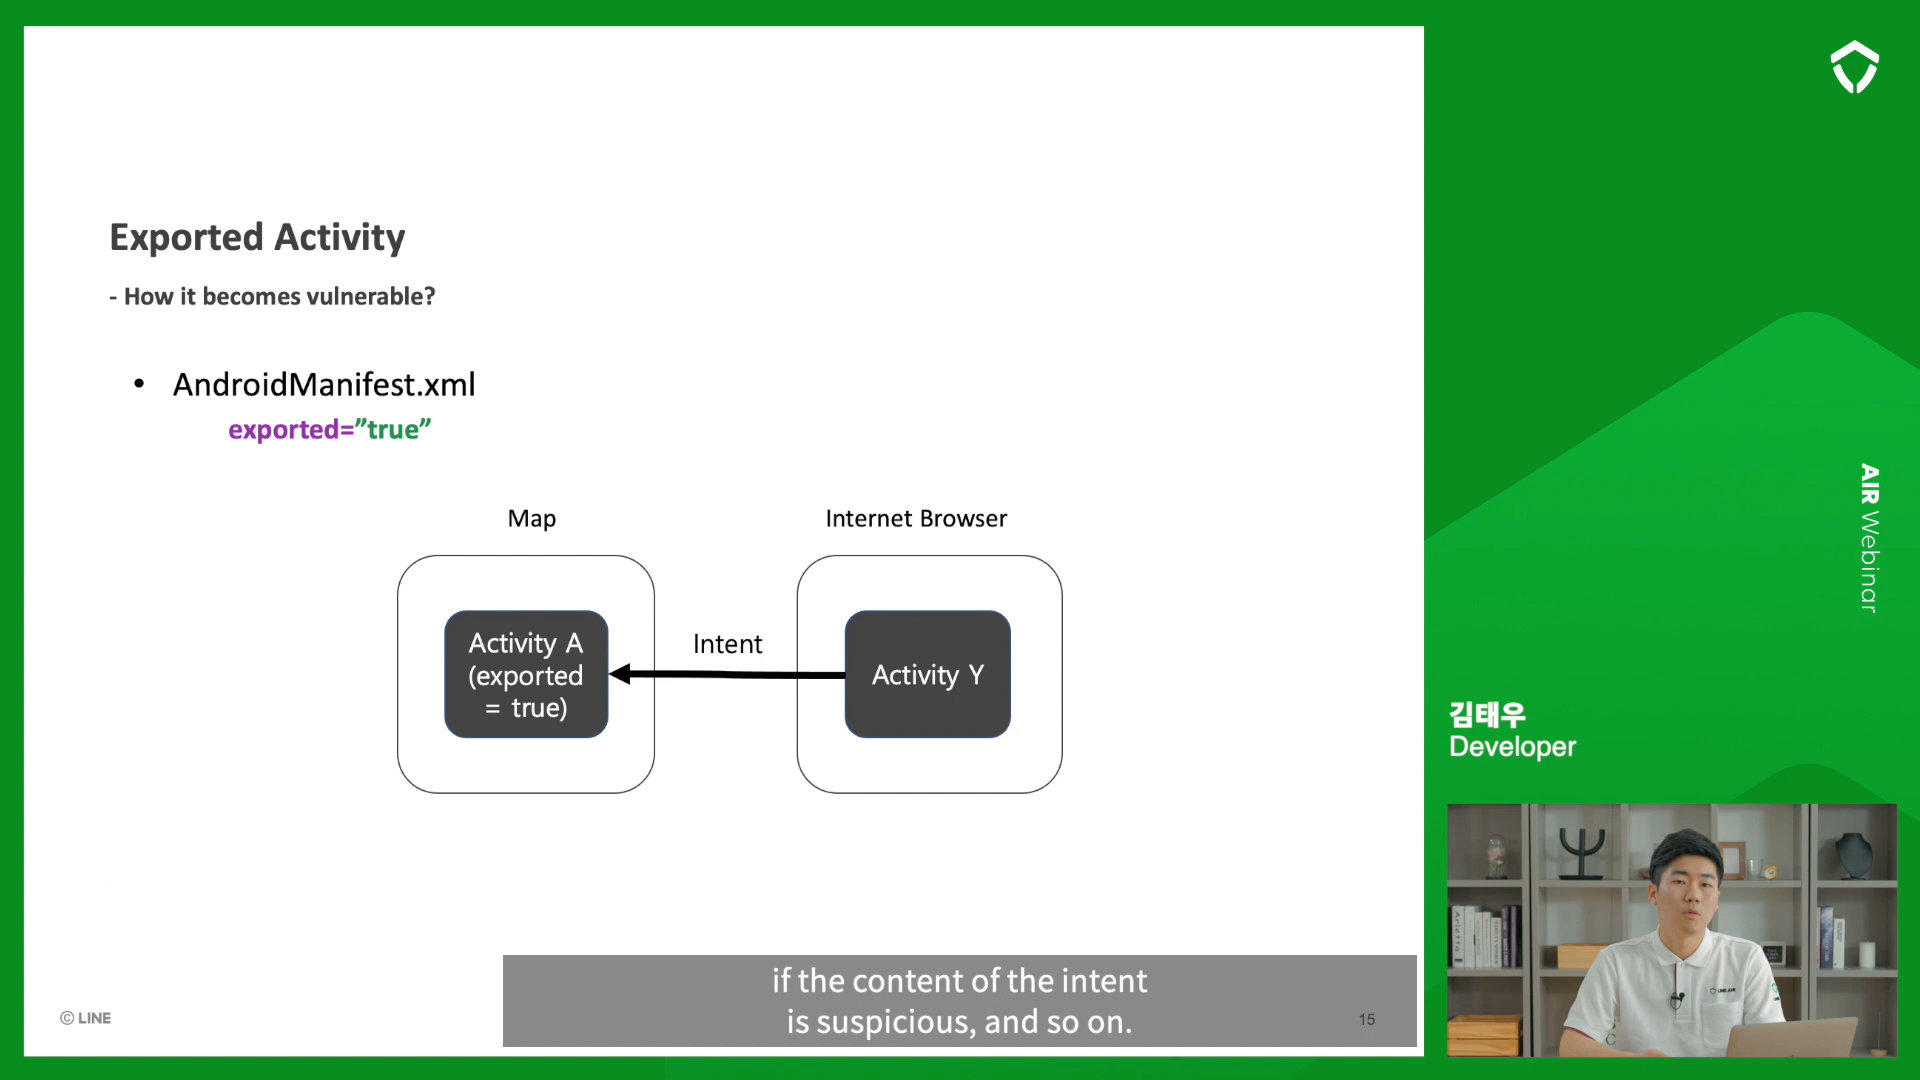 Exported Activity
- How it becomes vulnerable?
• AndroidManifest.xml
exported=”true”
Map
Internet Browser
Activity A
(exported
= true)
Intent
Activity Y
if the content of the intent
is suspicious, and so on.
© LINE
15
AIR Webinar
김태우
Developer
Arletta